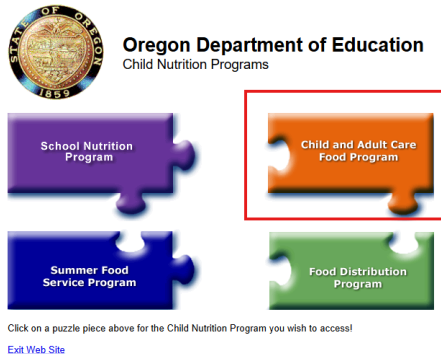 STATE OF OREGON
1859
Oregon Department of Education
Child Nutrition Programs
School Nutrition
Program
Child and Adult Care
Food Program
Summer Food
Service Program
Food Distribution
Program
Click on a puzzle piece above for the Child Nutrition Program you wish to access!
Exit Web Site